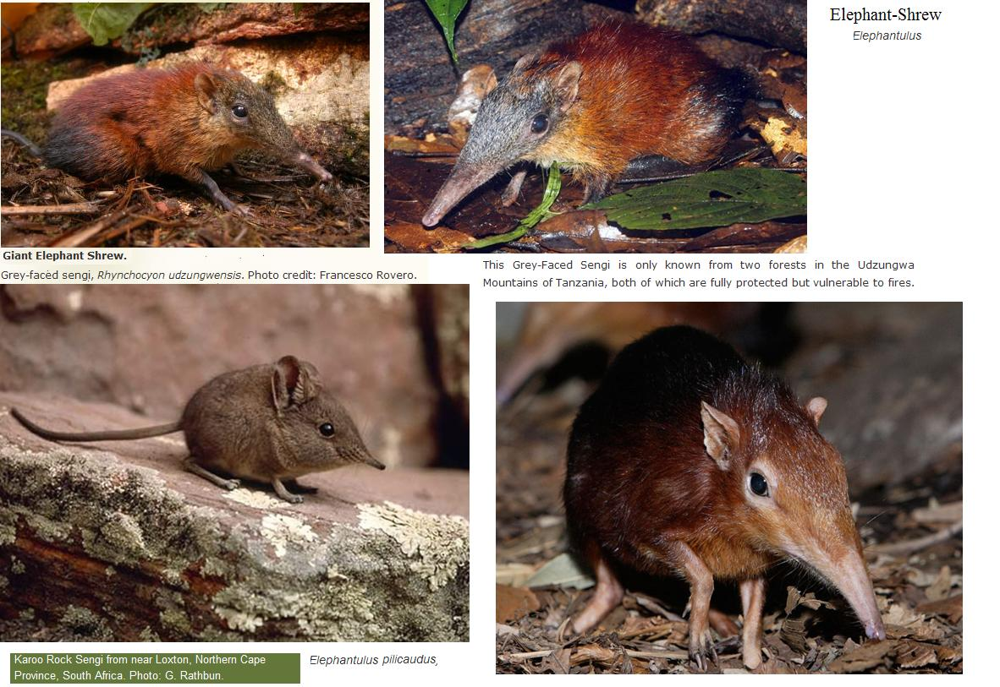 Elephant-Shrew
Elephantulus
Giant Elephant Shrew.
Grey-faced sengi, Rhynchocyon udzungwensis. Photo credit: Francesco Rovero.
This Grey-Faced Sengi is only known from two forests in the Udzungwa
Mountains of Tanzania, both of which are fully protected but vulnerable to fires.
Karoo Rock Sengi from near Loxton, Northern Cape
Province, South Africa. Photo: G. Rathbun.
Elephantulus pilicaudus,